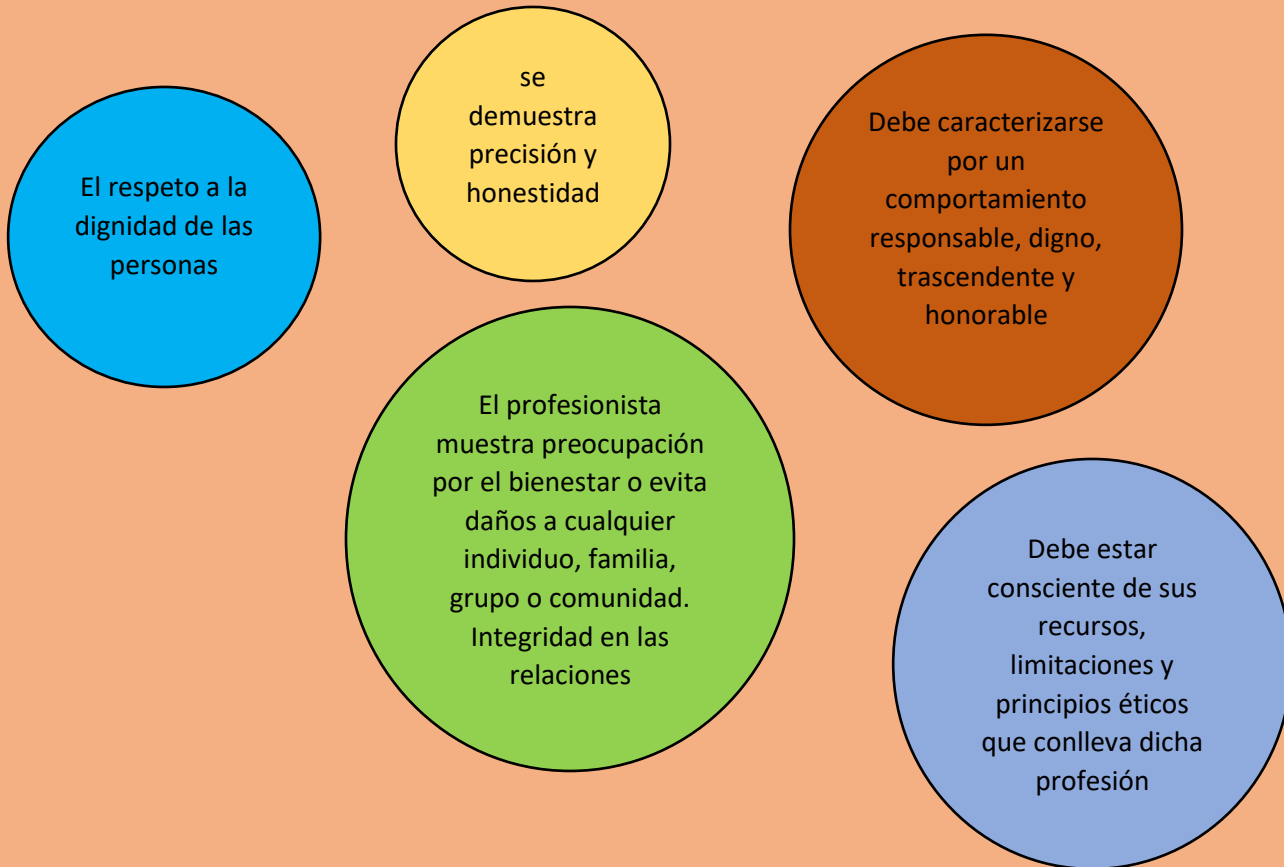 El respeto a la
dignidad de las
personas
se
demuestra
precisión y
honestidad
Debe caracterizarse
por un
comportamiento
responsable, digno,
trascendente y
honorable
El profesionista
muestra preocupación
por el bienestar o evita
daños a cualquier
individuo, familia,
grupo o comunidad.
Integridad en las
relaciones
Debe estar
consciente de sus
recursos,
limitaciones y
principios éticos
que conlleva dicha
profesión